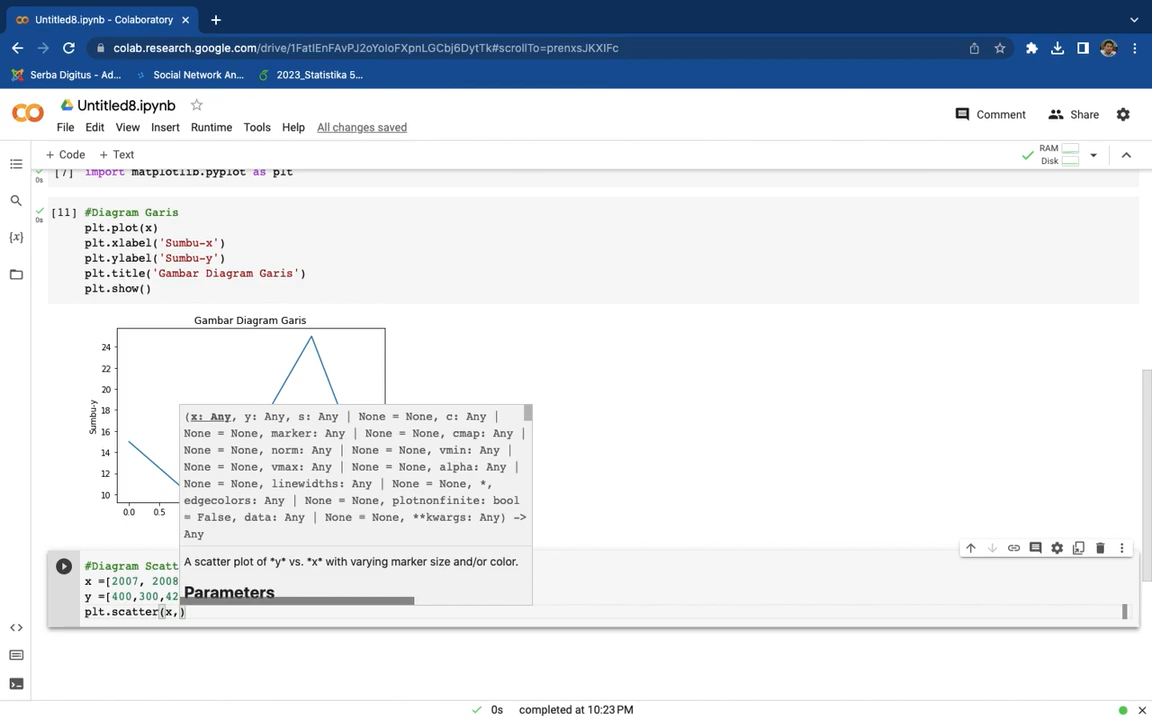 Untitled8.ipynb - Colaboratory
colab.research.google.com/drive/1FatIEnFAvPJ2oYoIoFXpnLGCbj6DytTk#scrollTo=prenxsJKXIFc
Serba Digitus - Ad...
Social Network An...
2023_Statistika 5...
Untitled8.ipynb
File Edit View Insert Runtime Tools Help All changes saved
Comment
Share
+ Code + Text
RAM
Disk
0s
[7] import matplotlib.pyplot as plt
0s
[11] #Diagram Garis
plt.plot(x)
plt.xlabel('Sumbu-x')
plt.ylabel('Sumbu-y')
plt.title('Gambar Diagram Garis')
plt.show()
Gambar Diagram Garis
24
22
20
18
16
14
12
10
Sumbu-y
0.0 0.5
(x: Any, y: Any, s: Any | None = None, c: Any |
None = None, marker: Any | None = None, cmap: Any |
None = None, norm: Any | None = None, vmin: Any |
None = None, vmax: Any | None = None, alpha: Any |
None = None, linewidths: Any | None = None, *,
edgecolors: Any | None = None, plotnonfinite: bool
= False, data: Any | None = None, **kwargs: Any) ->
Any
A scatter plot of *y* vs. *x* with varying marker size and/or color.
Parameters
#Diagram Scatt
x =[2007, 2008
y =[400,300,42
plt.scatter(x,)
0s completed at 10:23 PM